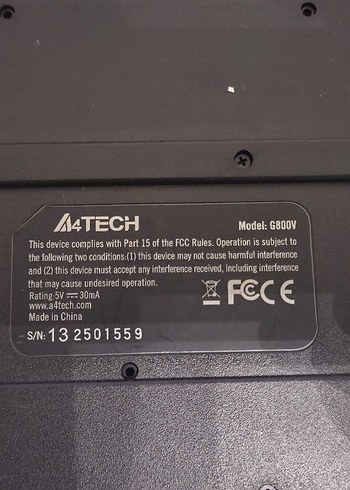 A4TECH
Model: G800V
This device complies with Part 15 of the FCC Rules. Operation is subject to
the following two conditions:(1) this device may not cause harmful interference
and (2) this device must accept any interference received, including interference
that may cause undesired operation.
Rating:5V⎓30mA
www.a4tech.com
Made in China
FC CE
S/N: 13 2501559